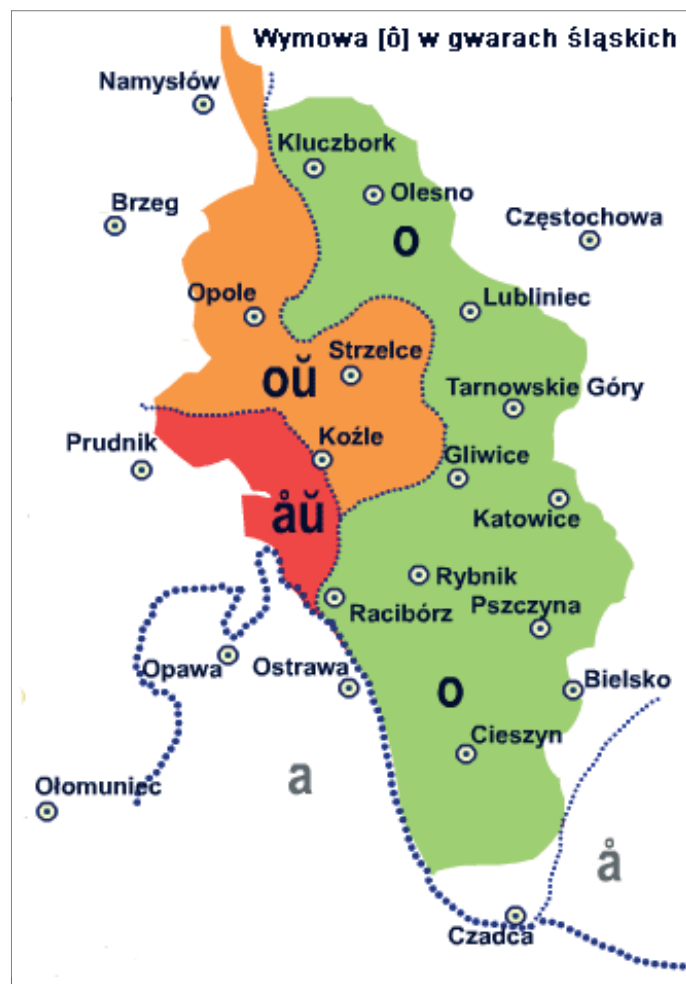 Wymowa [ô] w gwarach śląskich
Namysłów
Kluczbork
Olesno
Brzeg
Częstochowa
o
Opole
Lubliniec
Strzelce
oŭ
Tarnowskie Góry
Prudnik
Koźle
Gliwice
åŭ
Katowice
Rybnik
Racibórz
Pszczyna
Opawa
Ostrawa
Bielsko
o
Cieszyn
a
Ołomuniec
å
Czadca